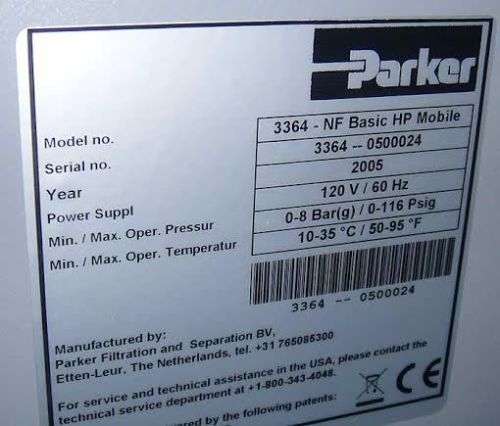 Parker
Model no. 3364 - NF Basic HP Mobile
Serial no. 3364 -- 0500024
Year 2005
Power Suppl 120 V / 60 Hz
Min. / Max. Oper. Pressur 0-8 Bar(g) / 0-116 Psig
Min. / Max. Oper. Temperatur 10-35 °C / 50-95 °F
3364 -- 0500024
Manufactured by:
Parker Filtration and Separation BV,
Etten-Leur, The Netherlands, tel. +31 765085300
For service and technical assistance in the USA, please contact the
technical service department at +1-800-343-4048.
CE
by the following patents: